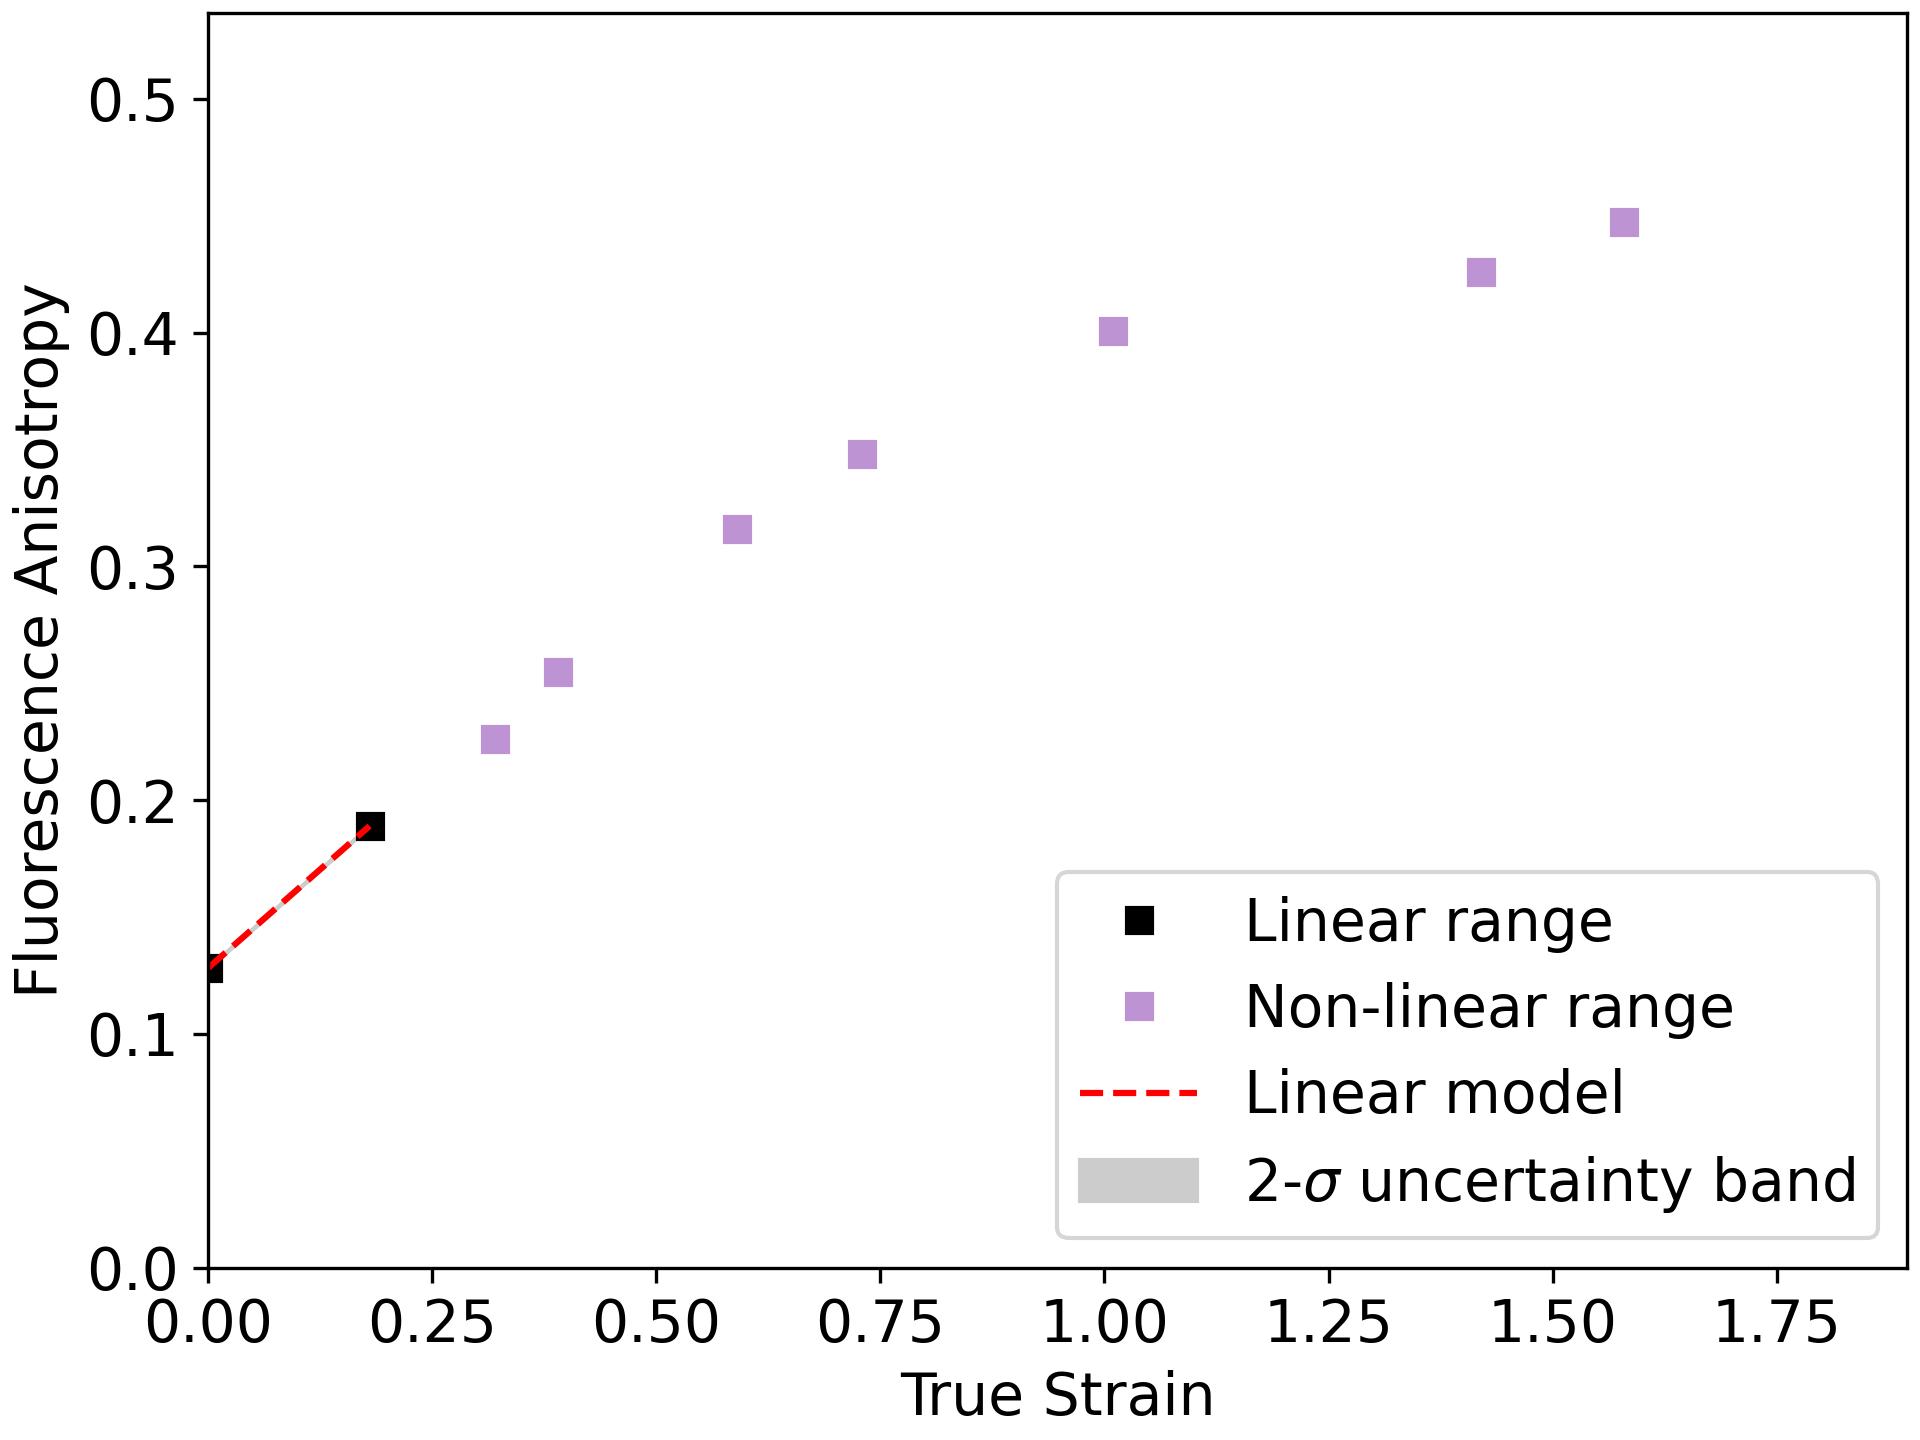 Fluorescence Anisotropy
0.5
0.4
0.3
0.2
0.1
0.0
0.00 0.25 0.50 0.75 1.00 1.25 1.50 1.75
True Strain
Linear range
Non-linear range
Linear model
2-σ uncertainty band